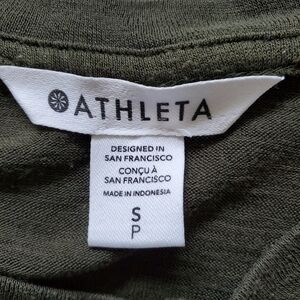 ATHLETA
DESIGNED IN
SAN FRANCISCO
CONÇU À
SAN FRANCISCO
MADE IN INDONESIA
S
P